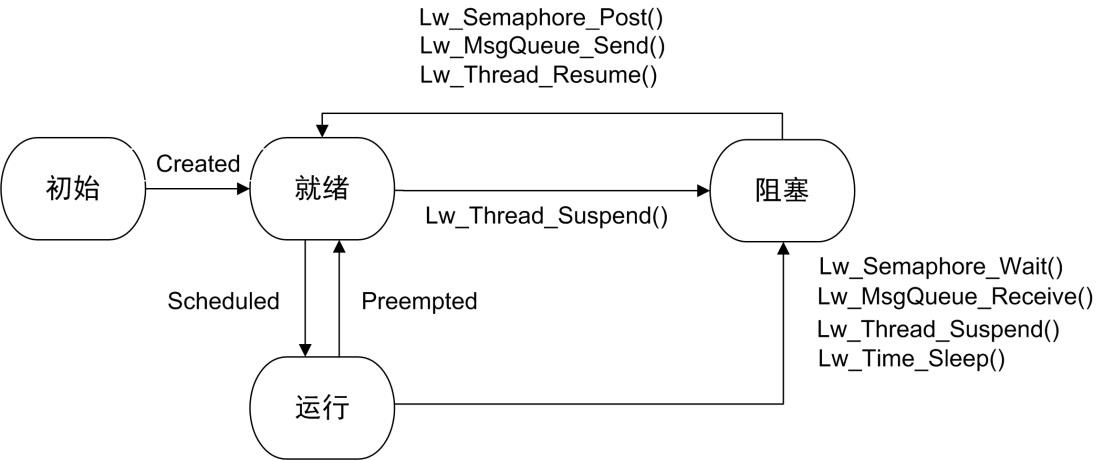 Lw_Semaphore_Post()
Lw_MsgQueue_Send()
Lw_Thread_Resume()
初始
Created
就绪
Lw_Thread_Suspend()
阻塞
Scheduled
Preempted
Lw_Semaphore_Wait()
Lw_MsgQueue_Receive()
Lw_Thread_Suspend()
Lw_Time_Sleep()
运行